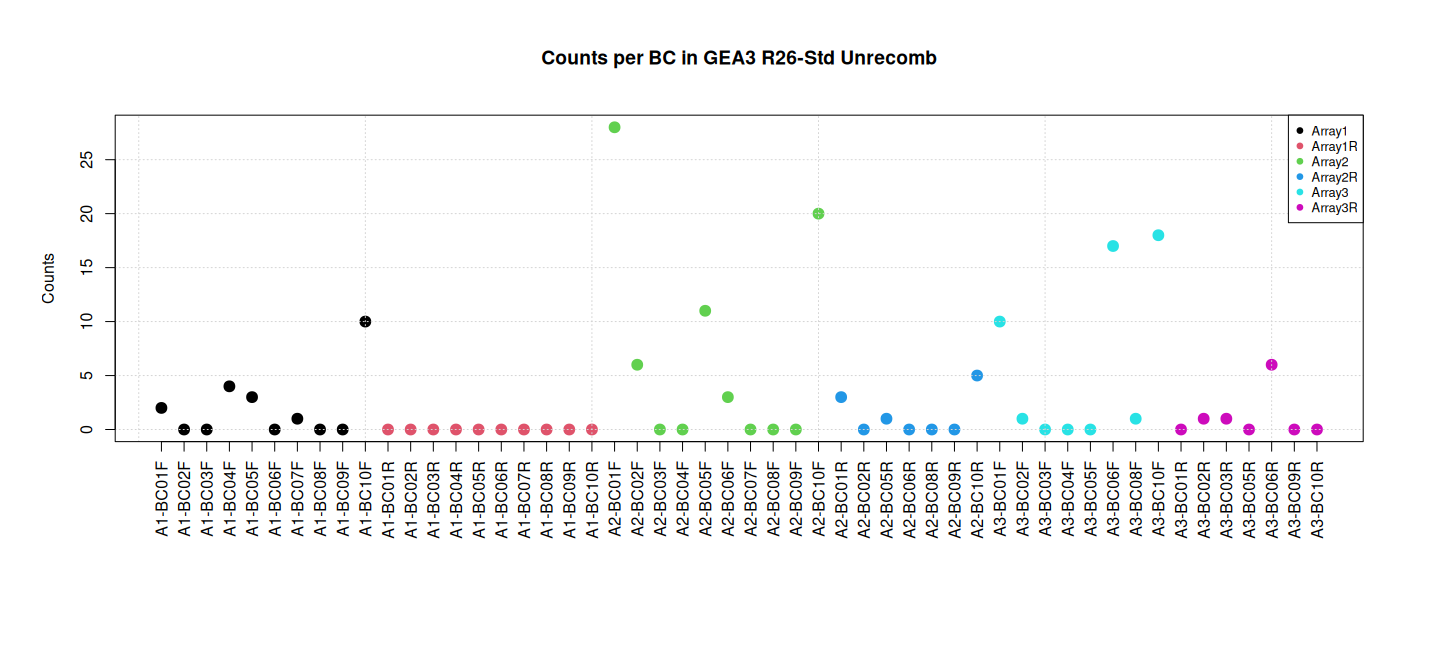 Counts per BC in GEA3 R26-Std Unrecomb
Counts
25
20
15
10
5
0
Array1
Array1R
Array2
Array2R
Array3
Array3R
A1-BC01F
A1-BC02F
A1-BC03F
A1-BC04F
A1-BC05F
A1-BC06F
A1-BC07F
A1-BC08F
A1-BC09F
A1-BC10F
A1-BC01R
A1-BC02R
A1-BC03R
A1-BC04R
A1-BC05R
A1-BC06R
A1-BC07R
A1-BC08R
A1-BC09R
A1-BC10R
A2-BC01F
A2-BC02F
A2-BC03F
A2-BC04F
A2-BC05F
A2-BC06F
A2-BC07F
A2-BC08F
A2-BC09F
A2-BC10F
A2-BC01R
A2-BC02R
A2-BC05R
A2-BC06R
A2-BC08R
A2-BC09R
A2-BC10R
A3-BC01F
A3-BC02F
A3-BC03F
A3-BC04F
A3-BC05F
A3-BC06F
A3-BC08F
A3-BC10F
A3-BC01R
A3-BC02R
A3-BC03R
A3-BC05R
A3-BC06R
A3-BC09R
A3-BC10R